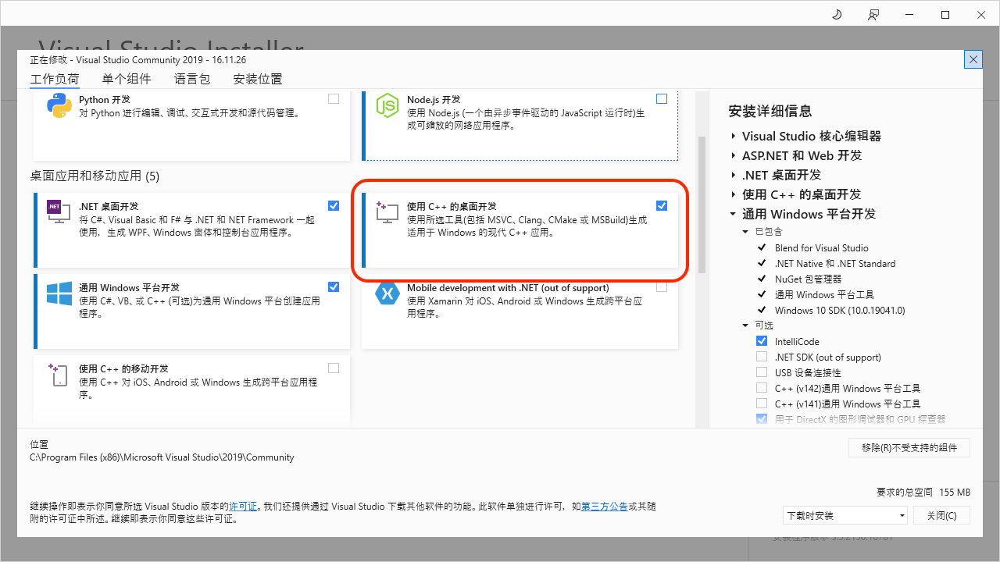 Visual Studio Installer
正在修改 - Visual Studio Community 2019 - 16.11.26
工作负荷 单个组件 语言包 安装位置
Python 开发
对 Python 进行编辑、调试、交互式开发和源代码管理。
Node.js 开发
使用 Node.js (一个由异步事件驱动的 JavaScript 运行时)生
成可缩放的网络应用程序。
桌面应用和移动应用 (5)
.NET
.NET 桌面开发
将 C#、Visual Basic 和 F# 与 .NET 和 NET Framework 一起
使用，生成 WPF、Windows 窗体和控制台应用程序。
使用 C++ 的桌面开发
使用所选工具(包括 MSVC、Clang、CMake 或 MSBuild)生成
适用于 Windows 的现代 C++ 应用。
通用 Windows 平台开发
使用 C#、VB、或 C++ (可选)为通用 Windows 平台创建应用
程序。
Mobile development with .NET (out of support)
使用 Xamarin 对 iOS、Android 或 Windows 生成跨平台应
用程序。
使用 C++ 的移动开发
使用 C++ 对 iOS、Android 或 Windows 生成跨平台应用程
序。
安装详细信息
Visual Studio 核心编辑器
ASP.NET 和 Web 开发
.NET 桌面开发
使用 C++ 的桌面开发
通用 Windows 平台开发
已包含
Blend for Visual Studio
.NET Native 和 .NET Standard
NuGet 包管理器
通用 Windows 平台工具
Windows 10 SDK (10.0.19041.0)
可选
IntelliCode
.NET SDK (out of support)
USB 设备连接性
C++ (v142)通用 Windows 平台工具
C++ (v141)通用 Windows 平台工具
用于 DirectX 的图形调试器和 GPU 探查器
位置
C:\Program Files (x86)\Microsoft Visual Studio\2019\Community
移除(R)不受支持的组件
要求的总空间 155 MB
继续操作即表示你同意所选 Visual Studio 版本的许可证。我们还提供通过 Visual Studio 下载其他软件的功能。此软件单独进行许可，如第三方公告或其随
附的许可证中所述。继续即表示你同意这些许可证。
下载时安装
关闭(C)